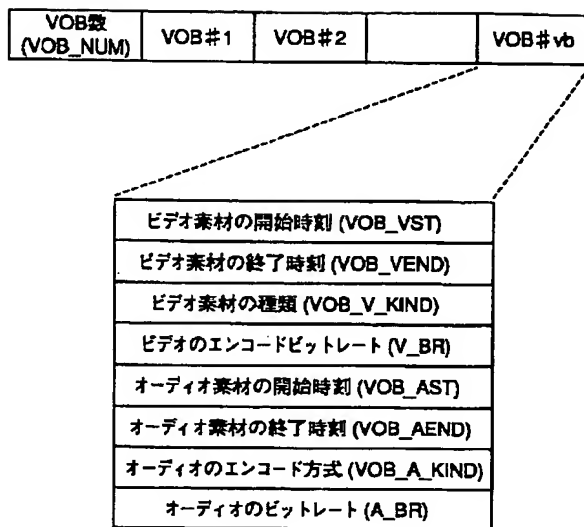 VOB数
(VOB_NUM)
VOB#1
VOB#2
VOB#vb
ビデオ素材の開始時刻 (VOB_VST)
ビデオ素材の終了時刻 (VOB_VEND)
ビデオ素材の種類 (VOB_V_KIND)
ビデオのエンコードビットレート (V_BR)
オーディオ素材の開始時刻 (VOB_AST)
オーディオ素材の終了時刻 (VOB_AEND)
オーディオのエンコード方式 (VOB_A_KIND)
オーディオのビットレート (A_BR)